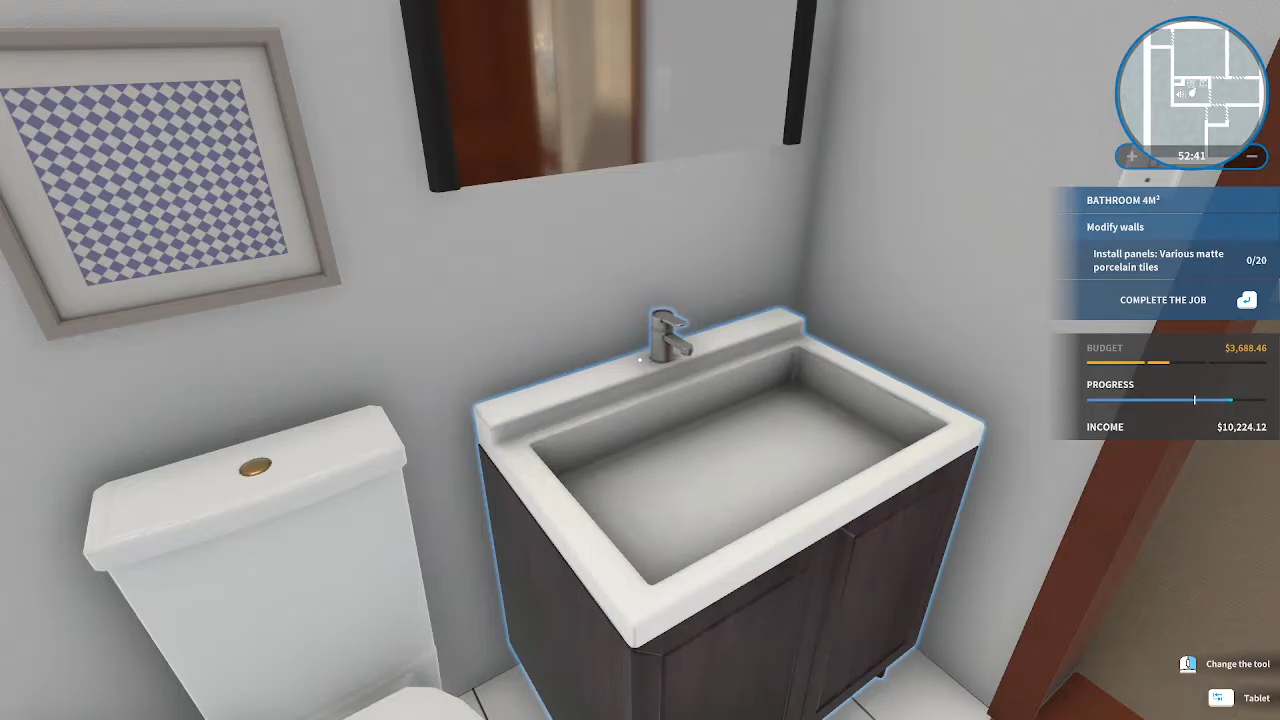 52:41
BATHROOM 4M²
Modify walls
Install panels: Various matte
porcelain tiles
0/20
COMPLETE THE JOB
BUDGET $3,688.46
PROGRESS
INCOME $10,224.12
Change the tool
Tablet